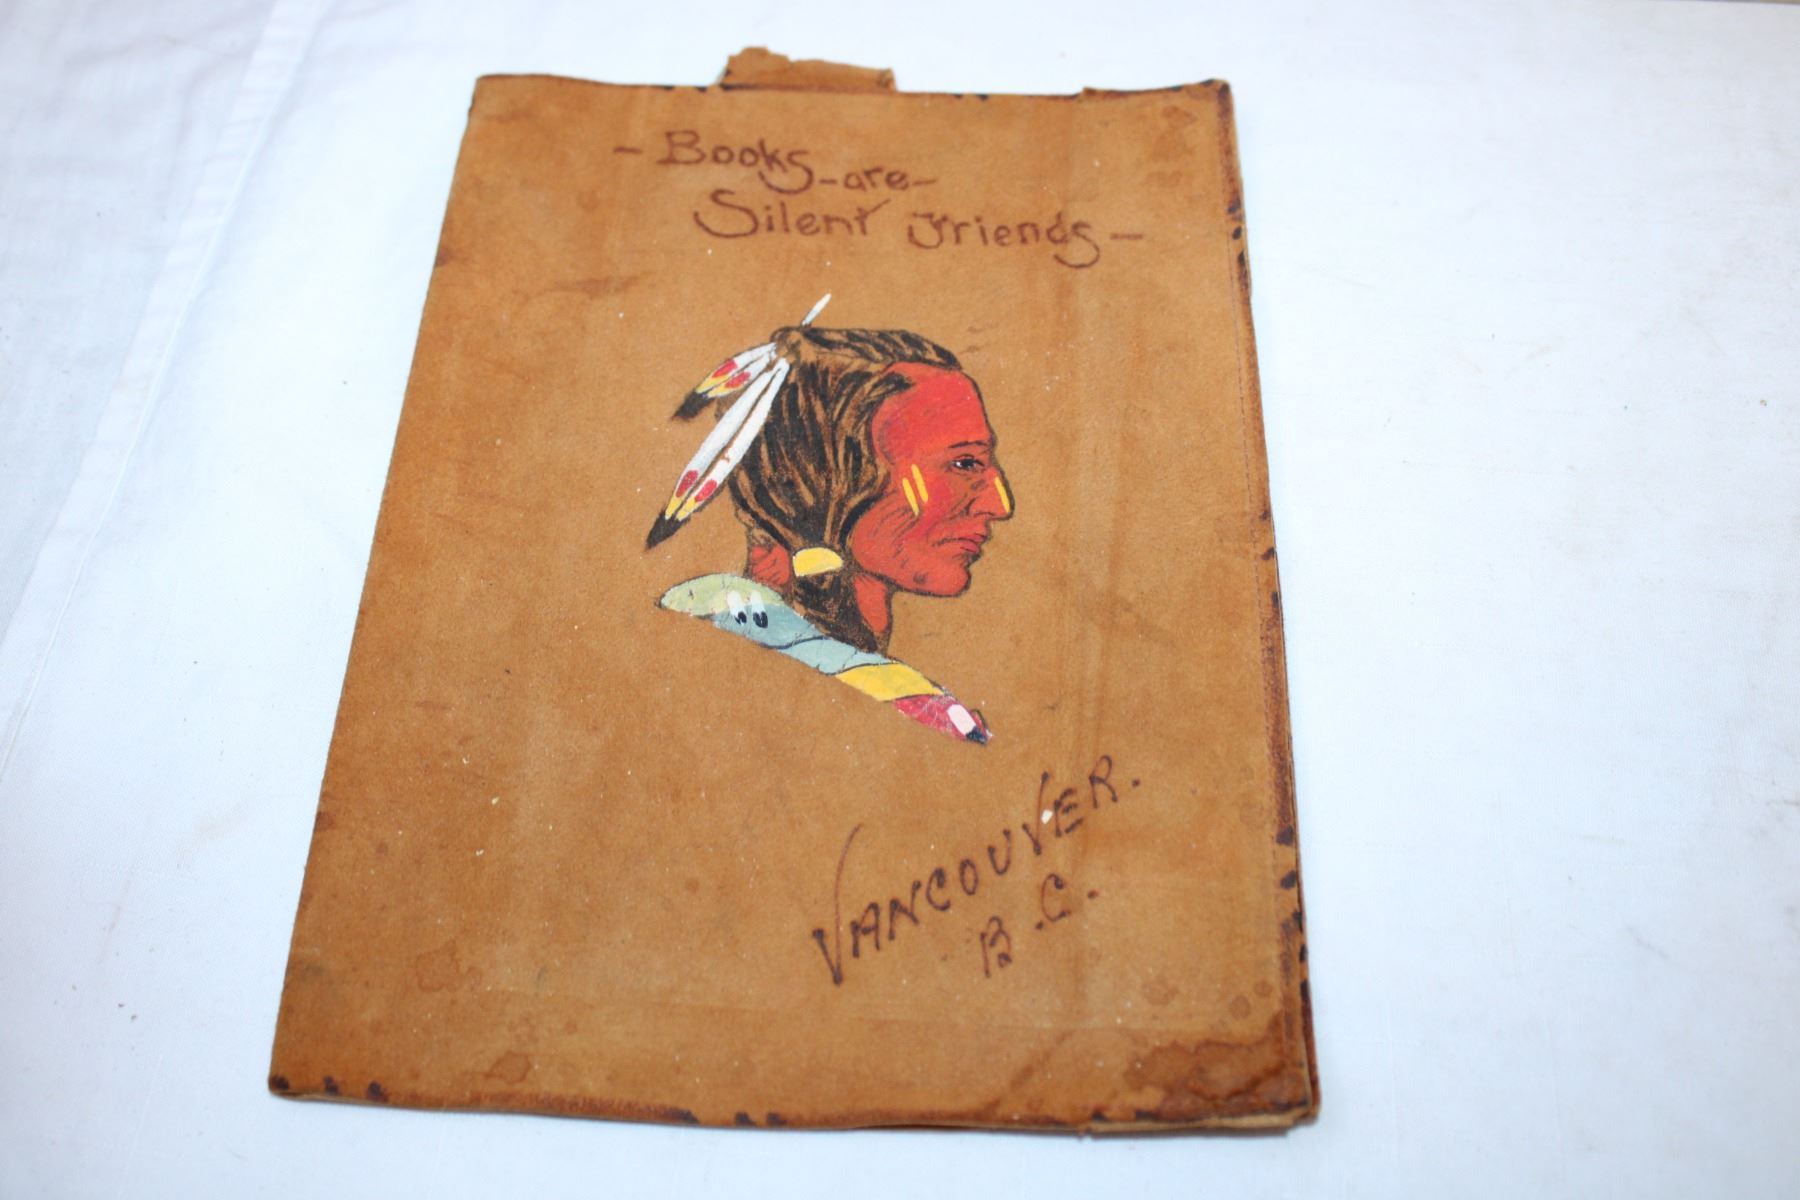 - Books -are-
Silent Friends -
VANCOUVER.
B.C.